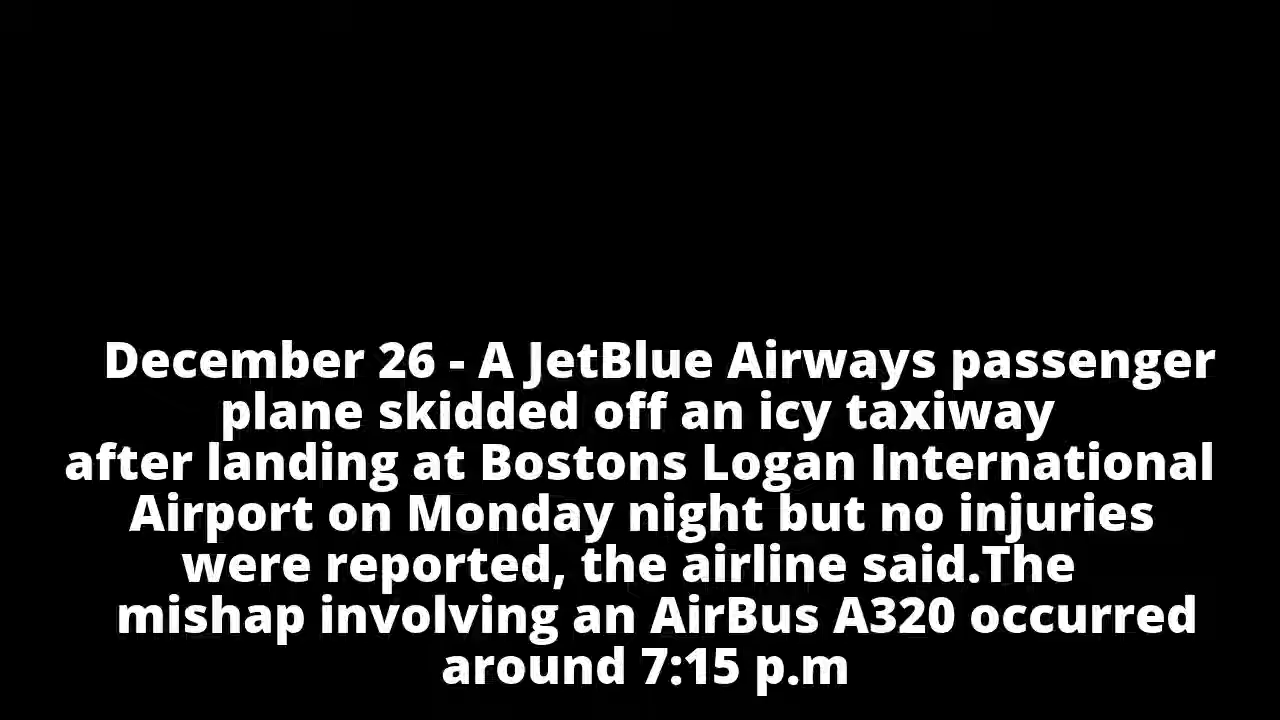 December 26 - A JetBlue Airways passenger
plane skidded off an icy taxiway
after landing at Bostons Logan International
Airport on Monday night but no injuries
were reported, the airline said.The
mishap involving an AirBus A320 occurred
around 7:15 p.m